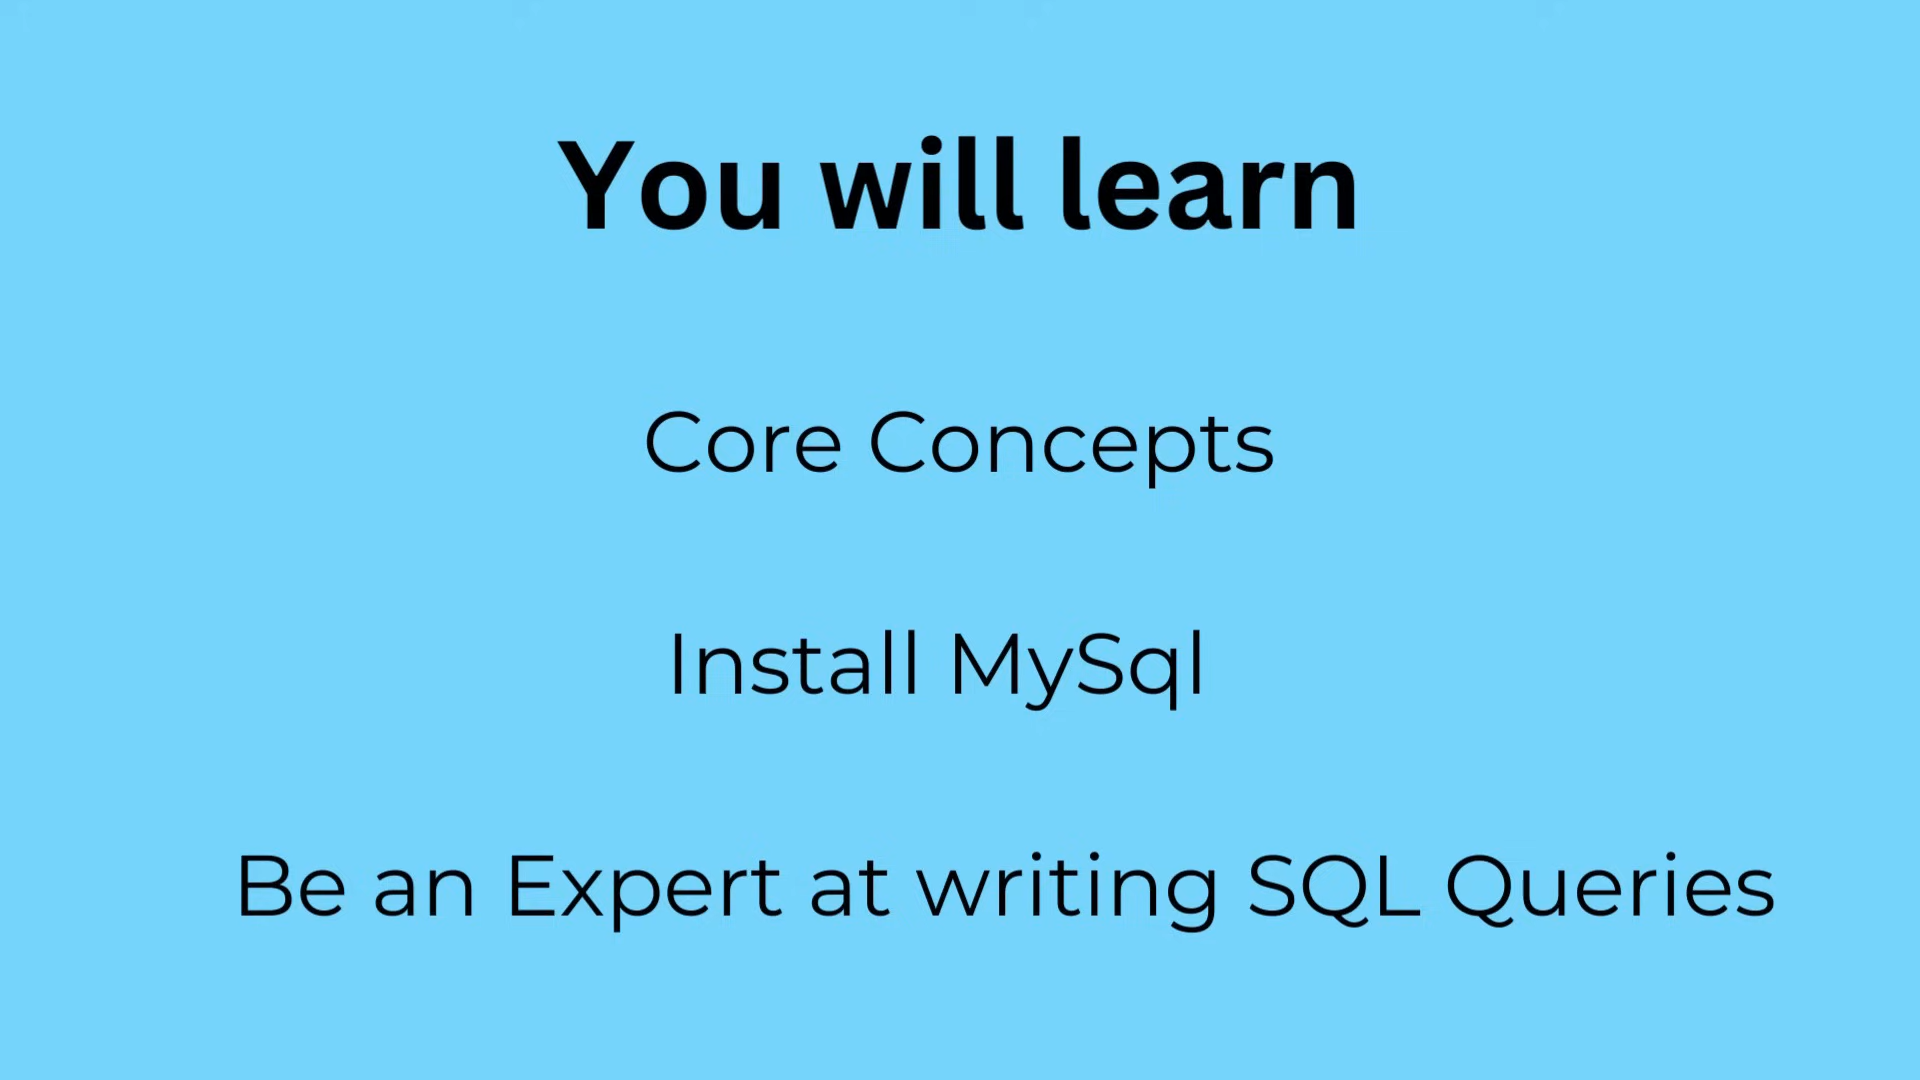 You will learn
Core Concepts
Install MySql
Be an Expert at writing SQL Queries